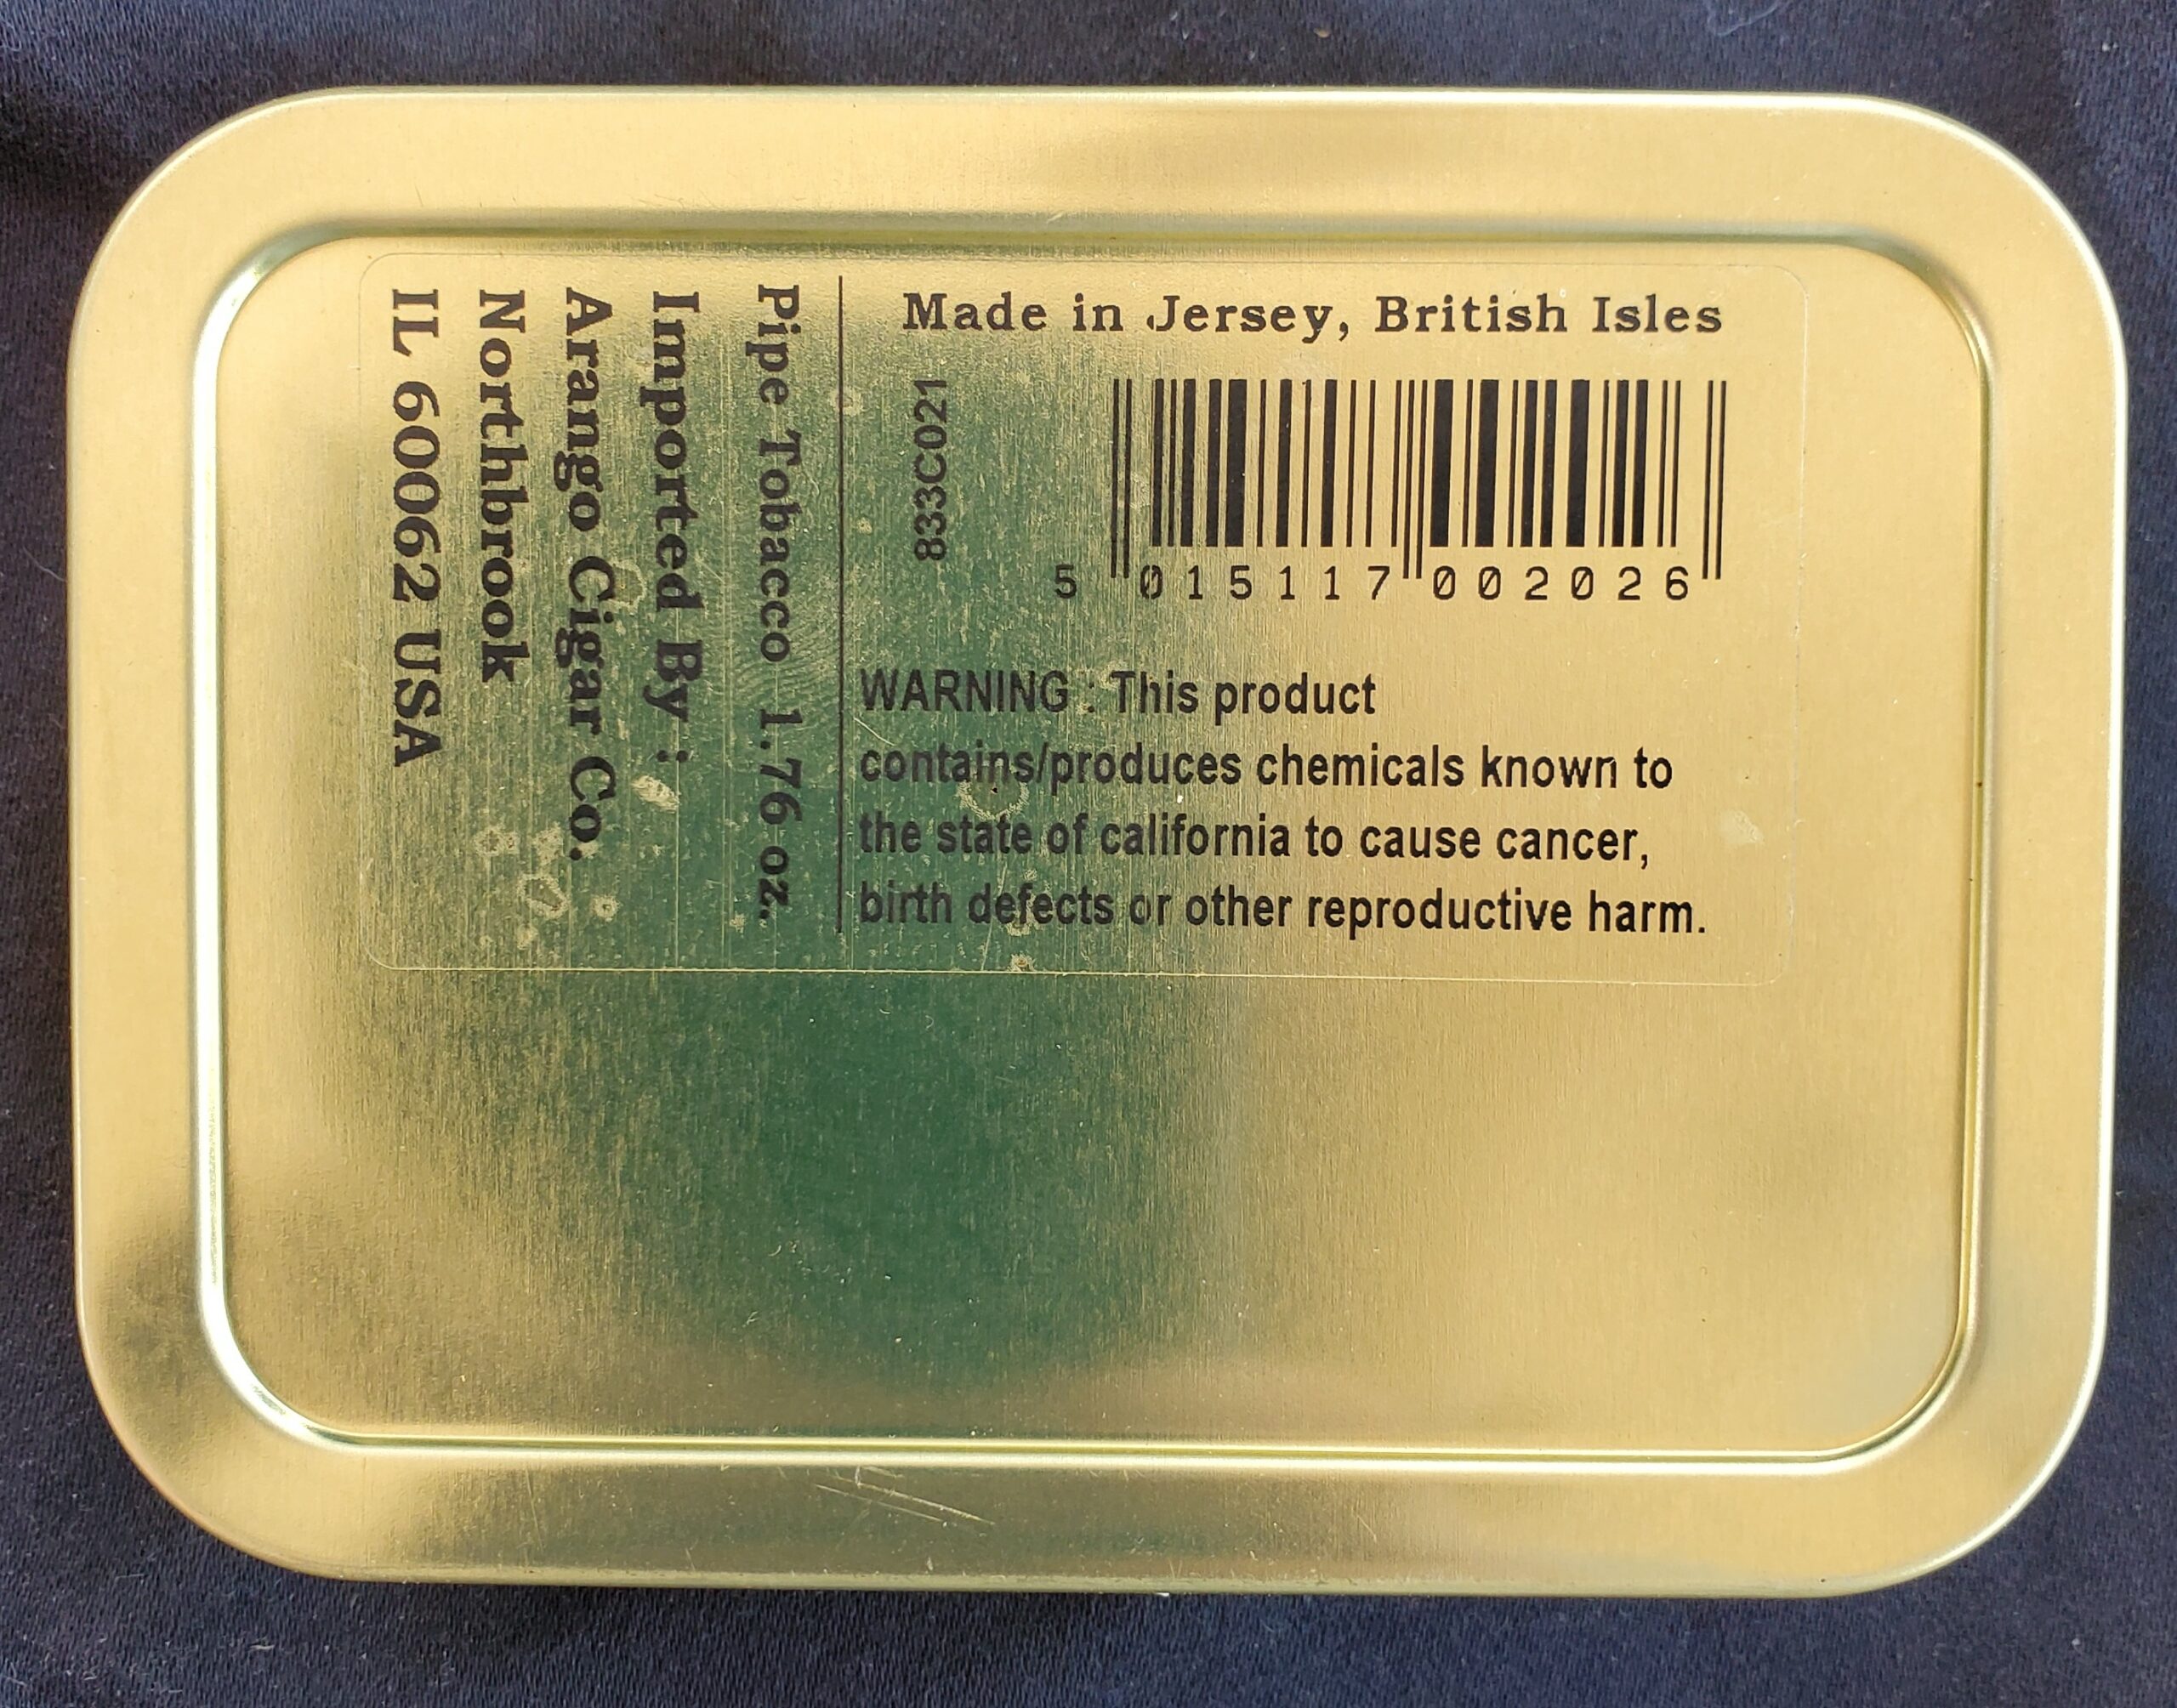 Made in Jersey, British Isles
833C021
5 015117 002026
WARNING : This product
contains/produces chemicals known to
the state of california to cause cancer,
birth defects or other reproductive harm.
Pipe Tobacco 1.76 oz.
Imported By :
Arango Cigar Co.
Northbrook
IL 60062 USA